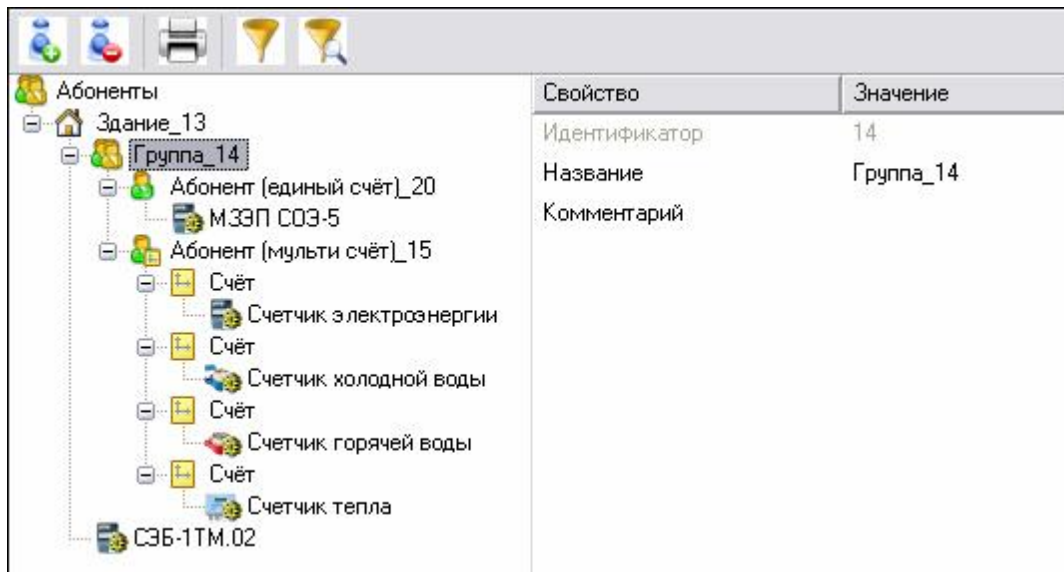 Абоненты
Здание_13
Группа_14
Абонент (единый счёт)_20
МЗЭП СОЭ-5
Абонент (мульти счёт)_15
Счёт
Счетчик электроэнергии
Счёт
Счетчик холодной воды
Счёт
Счетчик горячей воды
Счёт
Счетчик тепла
СЭБ-1ТМ.02
Свойство Значение
Идентификатор 14
Название Группа_14
Комментарий